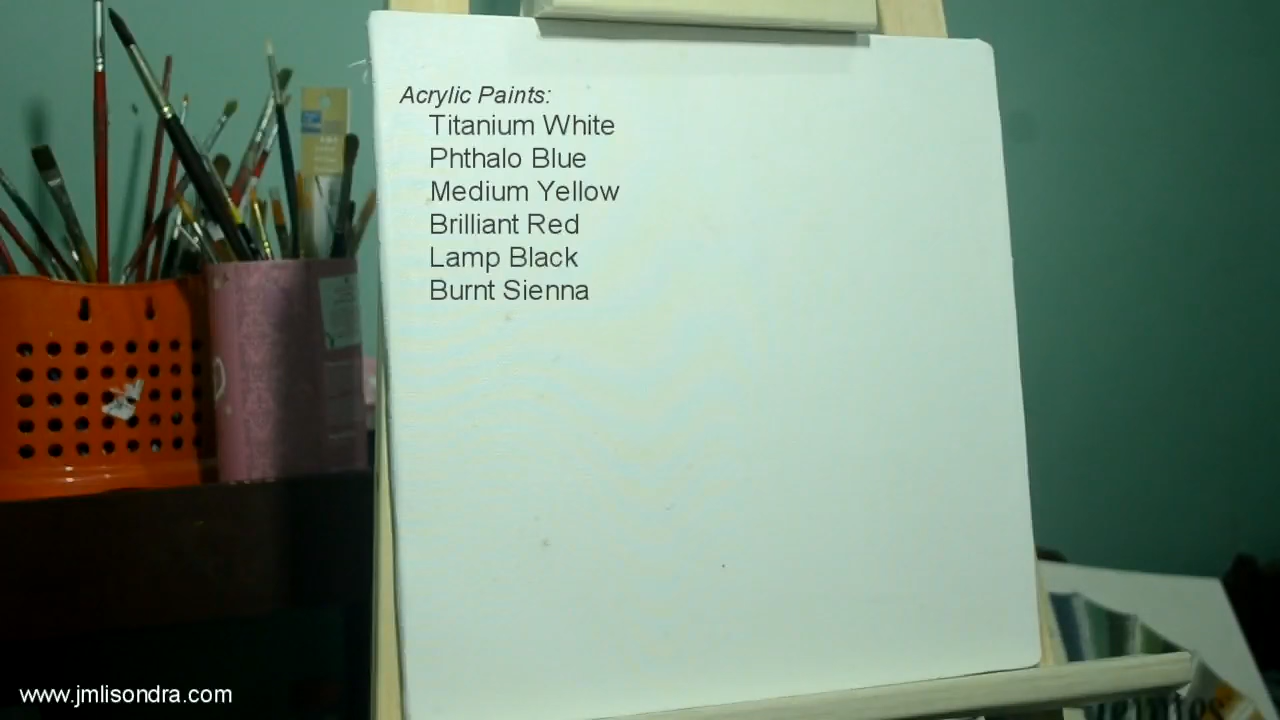 Acrylic Paints:
Titanium White
Phthalo Blue
Medium Yellow
Brilliant Red
Lamp Black
Burnt Sienna
www.jmlisondra.com